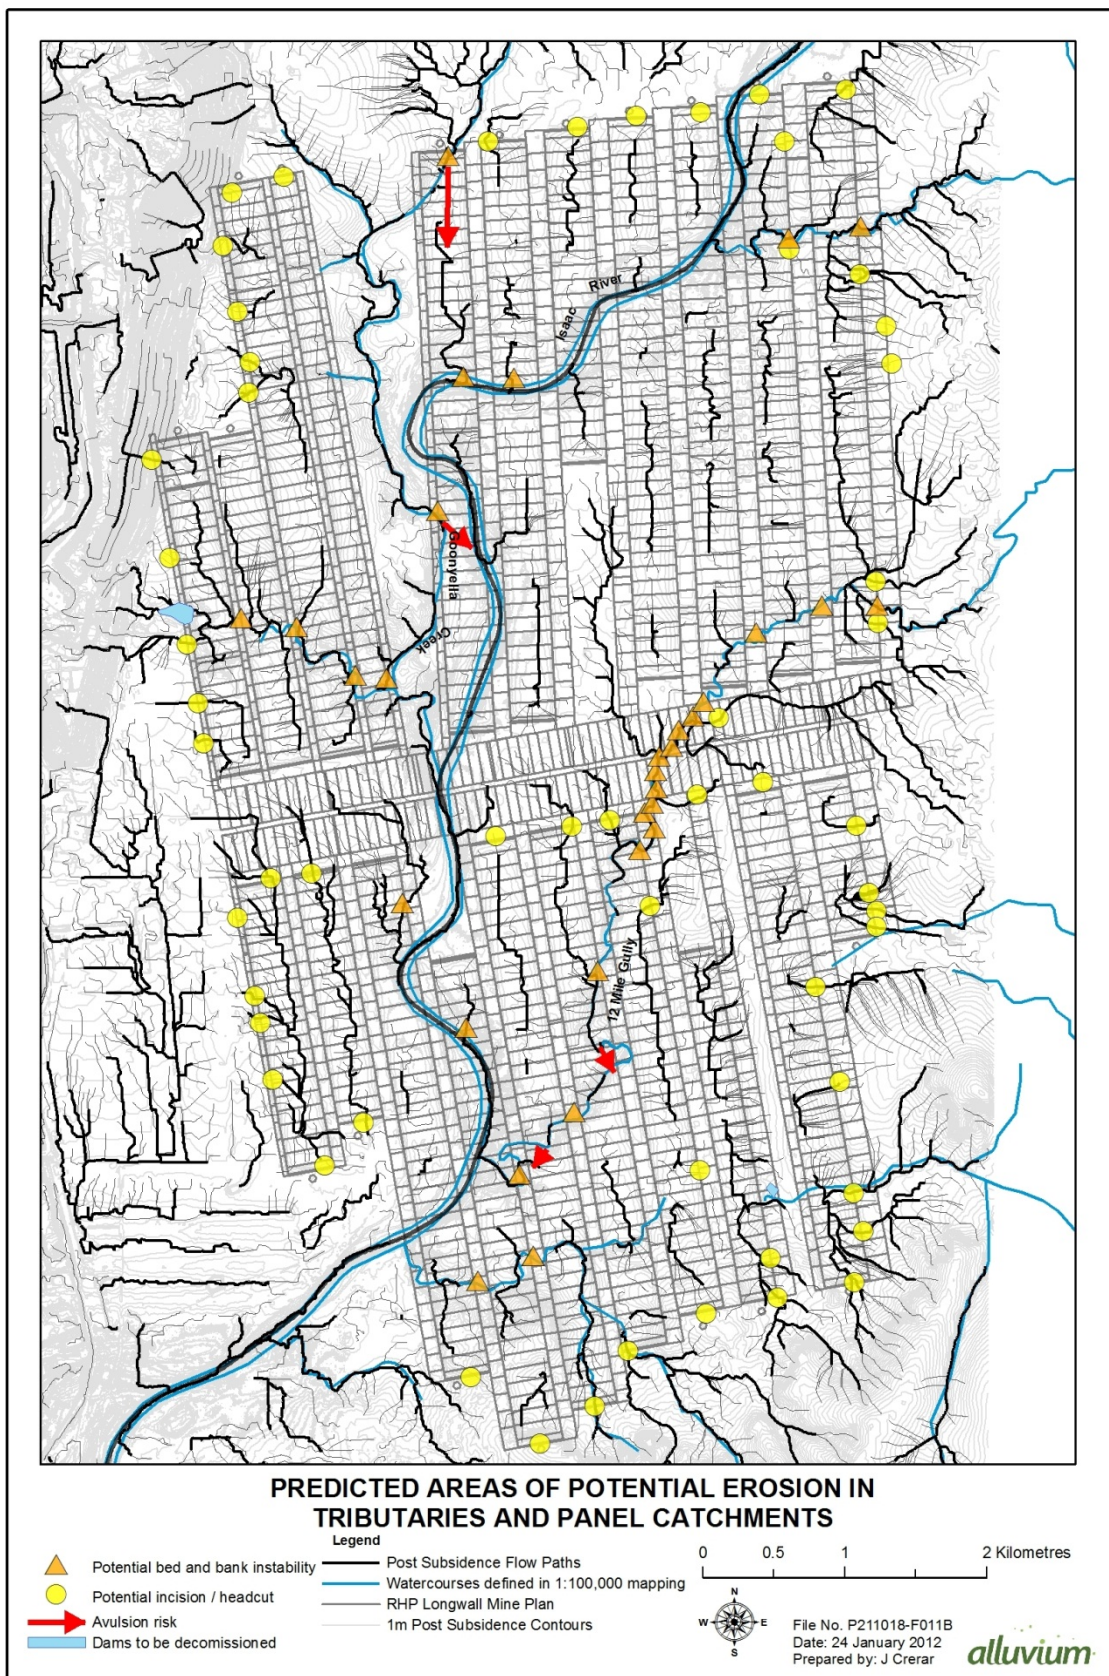 Isaac
River
Goonyella
Creek
12 Mile Gully
PREDICTED AREAS OF POTENTIAL EROSION IN
TRIBUTARIES AND PANEL CATCHMENTS
Legend
Potential bed and bank instability
Potential incision / headcut
Avulsion risk
Dams to be decomissioned
Post Subsidence Flow Paths
Watercourses defined in 1:100,000 mapping
RHP Longwall Mine Plan
1m Post Subsidence Contours
0 0.5 1 2 Kilometres
N
W E
S
File No. P211018-F011B
Date: 24 January 2012
Prepared by: J Crerar
alluvium